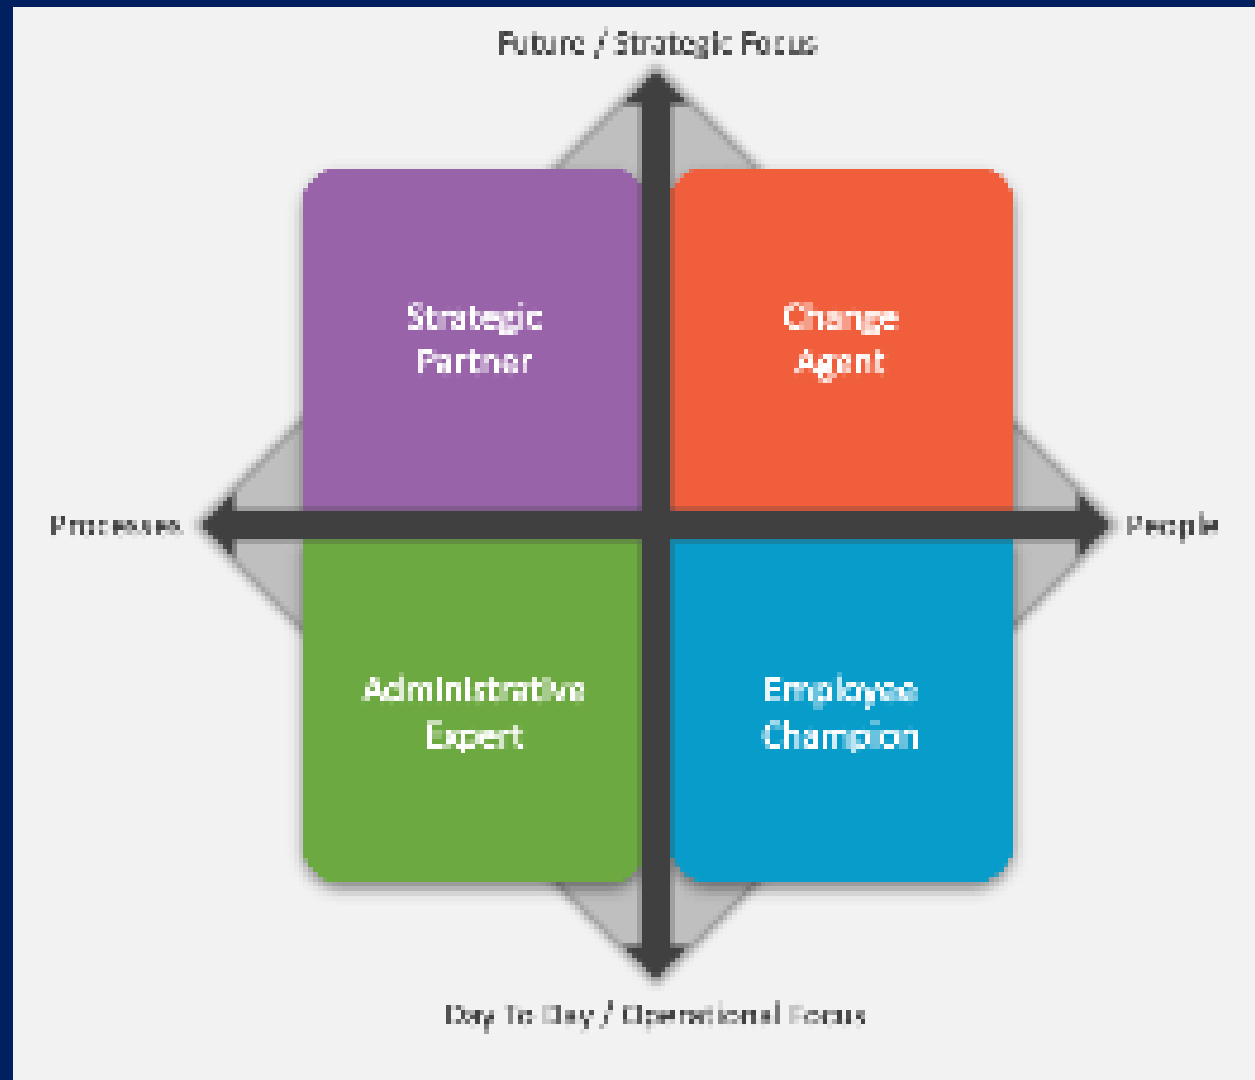 Future / Strategic Focus
Strategic
Partner
Change
Agent
Processes
People
Administrative
Expert
Employee
Champion
Day To Day / Operational Focus